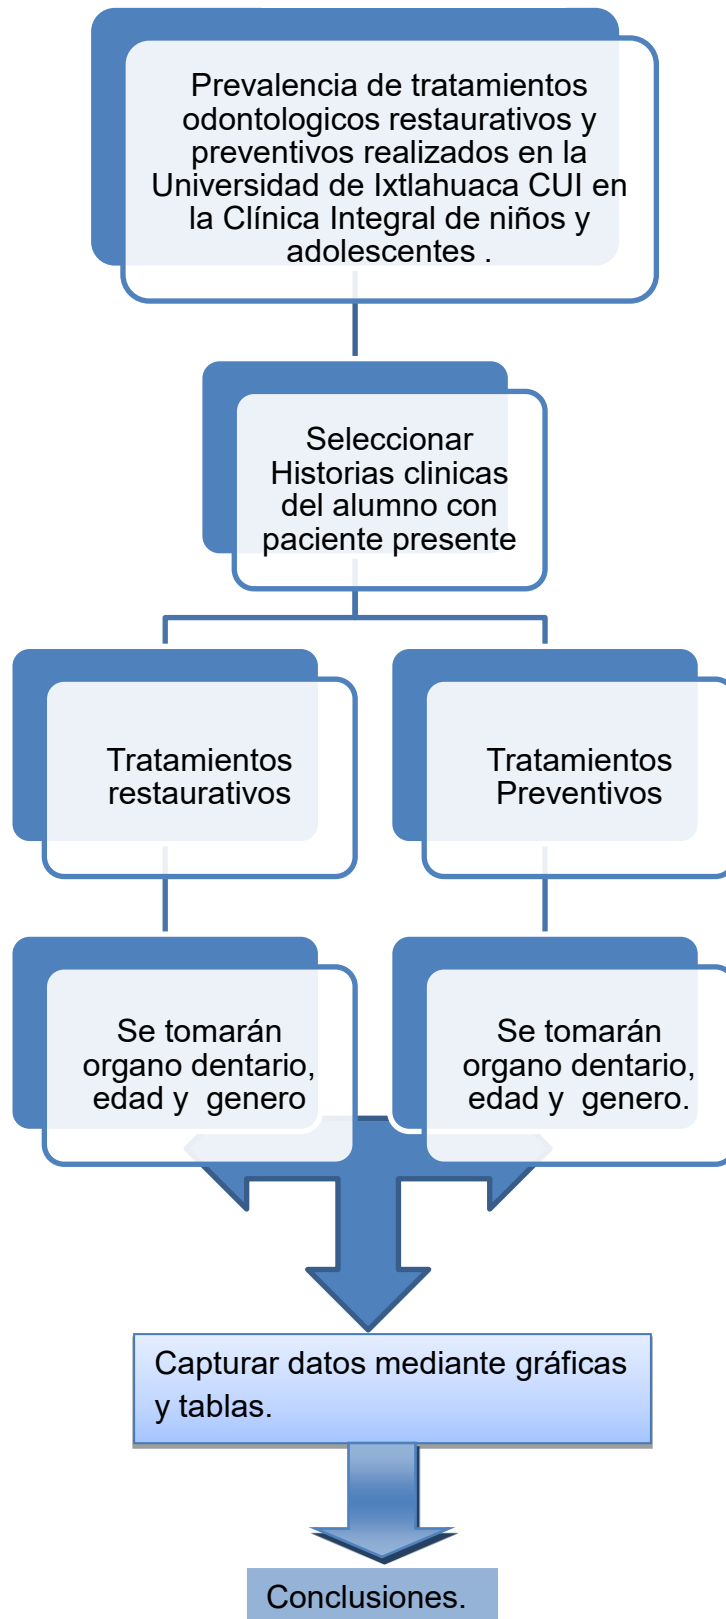 Prevalencia de tratamientos
odontologicos restaurativos y
preventivos realizados en la
Universidad de Ixtlahuaca CUI en
la Clínica Integral de niños y
adolescentes .
Seleccionar
Historias clinicas
del alumno con
paciente presente
Tratamientos
restaurativos
Tratamientos
Preventivos
Se tomarán
organo dentario,
edad y  genero
Se tomarán
organo dentario,
edad y  genero.
Capturar datos mediante gráficas
y tablas.
Conclusiones.